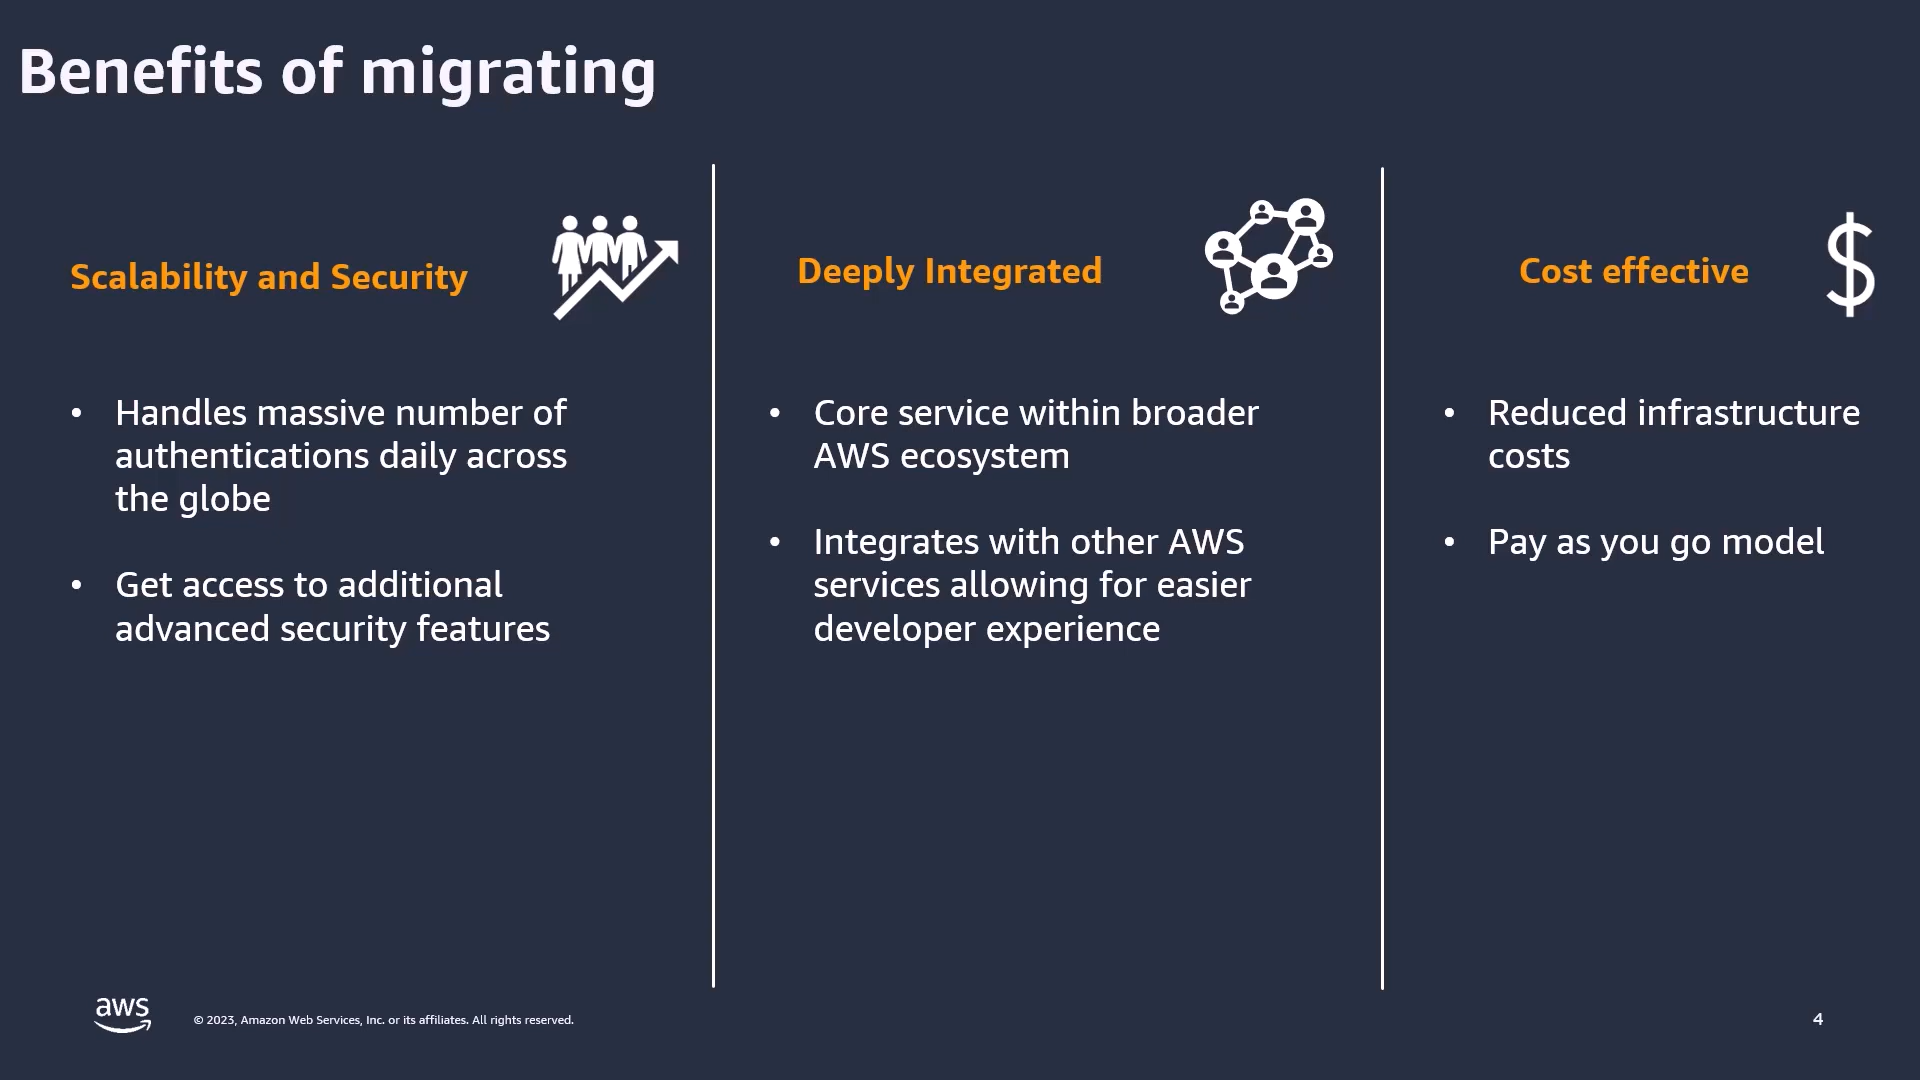 Benefits of migrating
Scalability and Security
• Handles massive number of
authentications daily across
the globe
• Get access to additional
advanced security features
Deeply Integrated
• Core service within broader
AWS ecosystem
• Integrates with other AWS
services allowing for easier
developer experience
Cost effective
$
• Reduced infrastructure
costs
• Pay as you go model
aws
© 2023, Amazon Web Services, Inc. or its affiliates. All rights reserved.
4